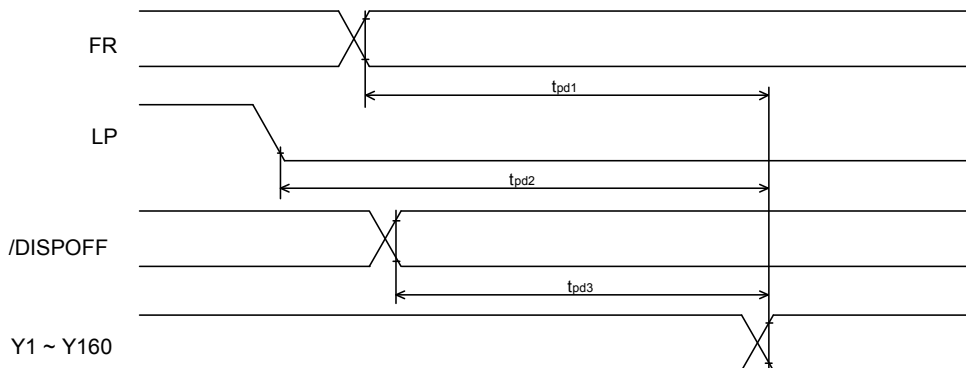 FR
tpd1
LP
tpd2
/DISPOFF
tpd3
Y1 ~ Y160